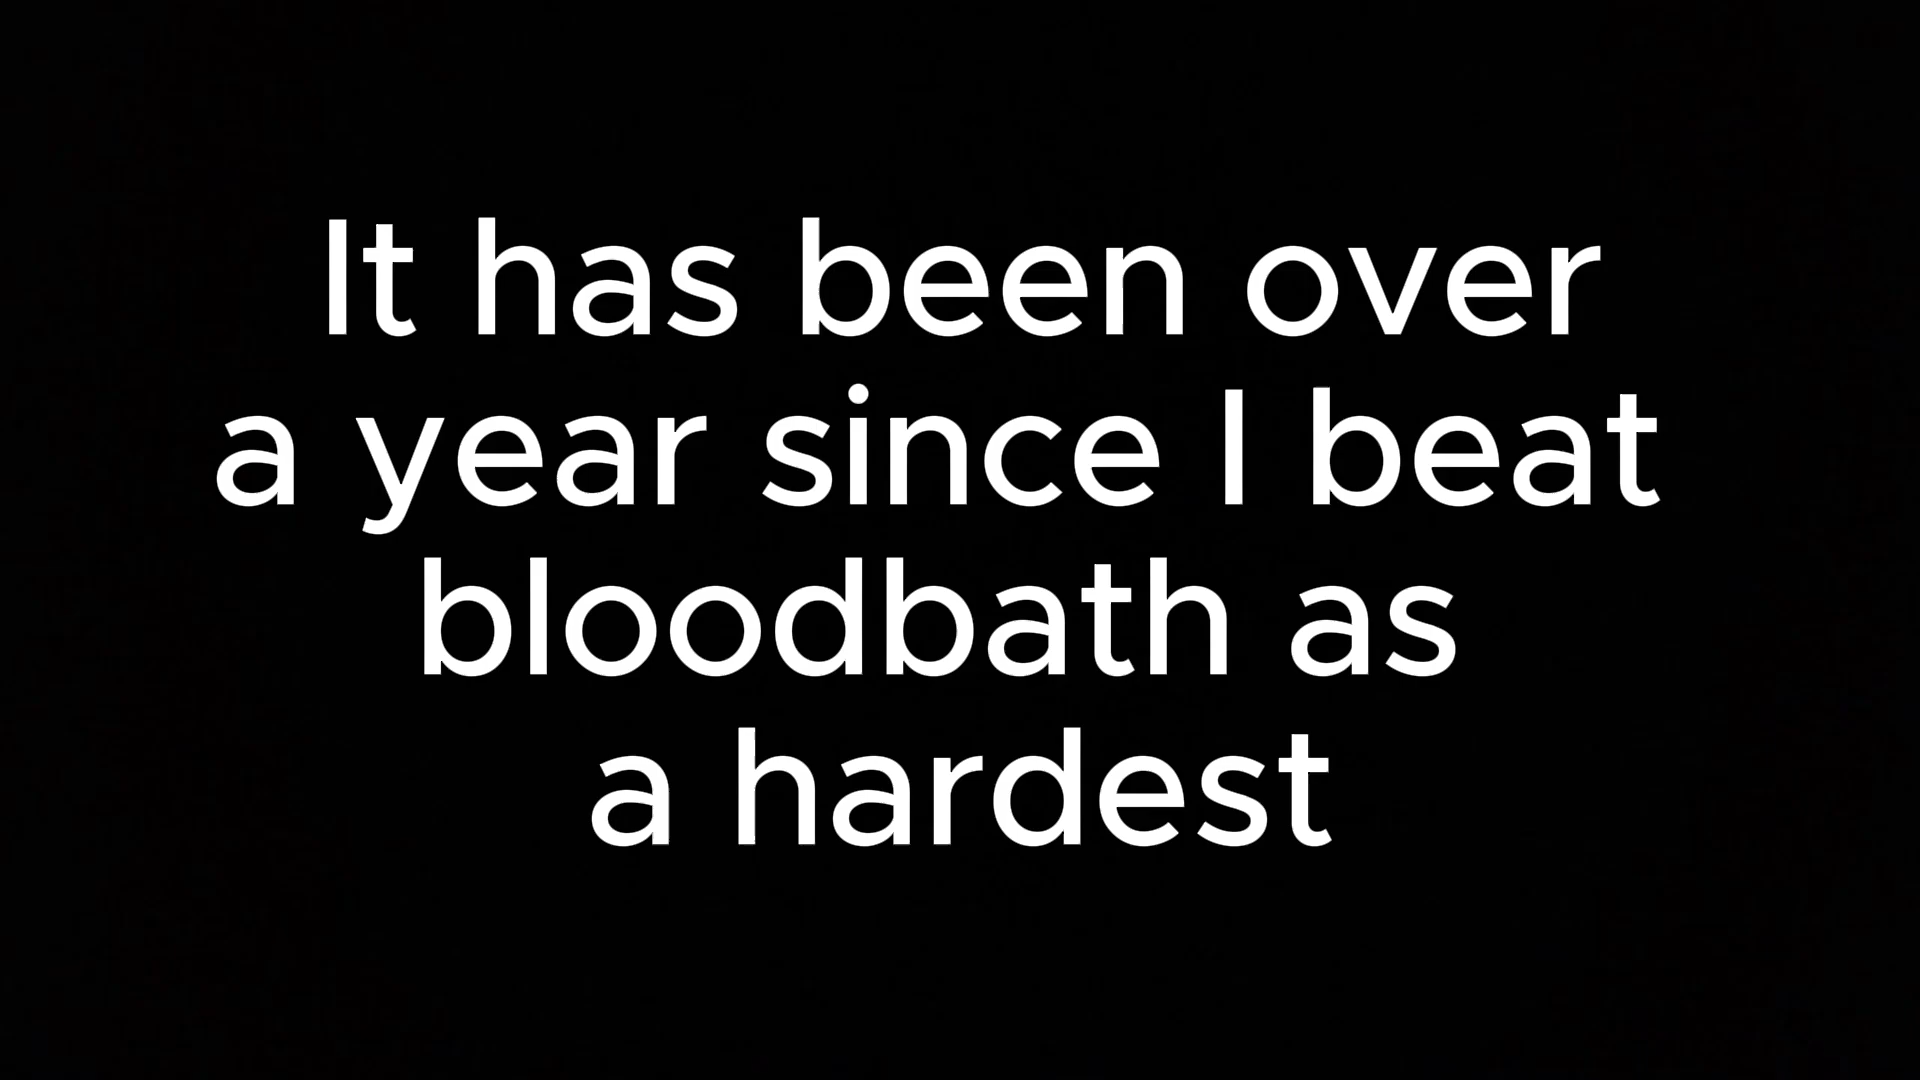 It has been over
a year since I beat
bloodbath as
a hardest